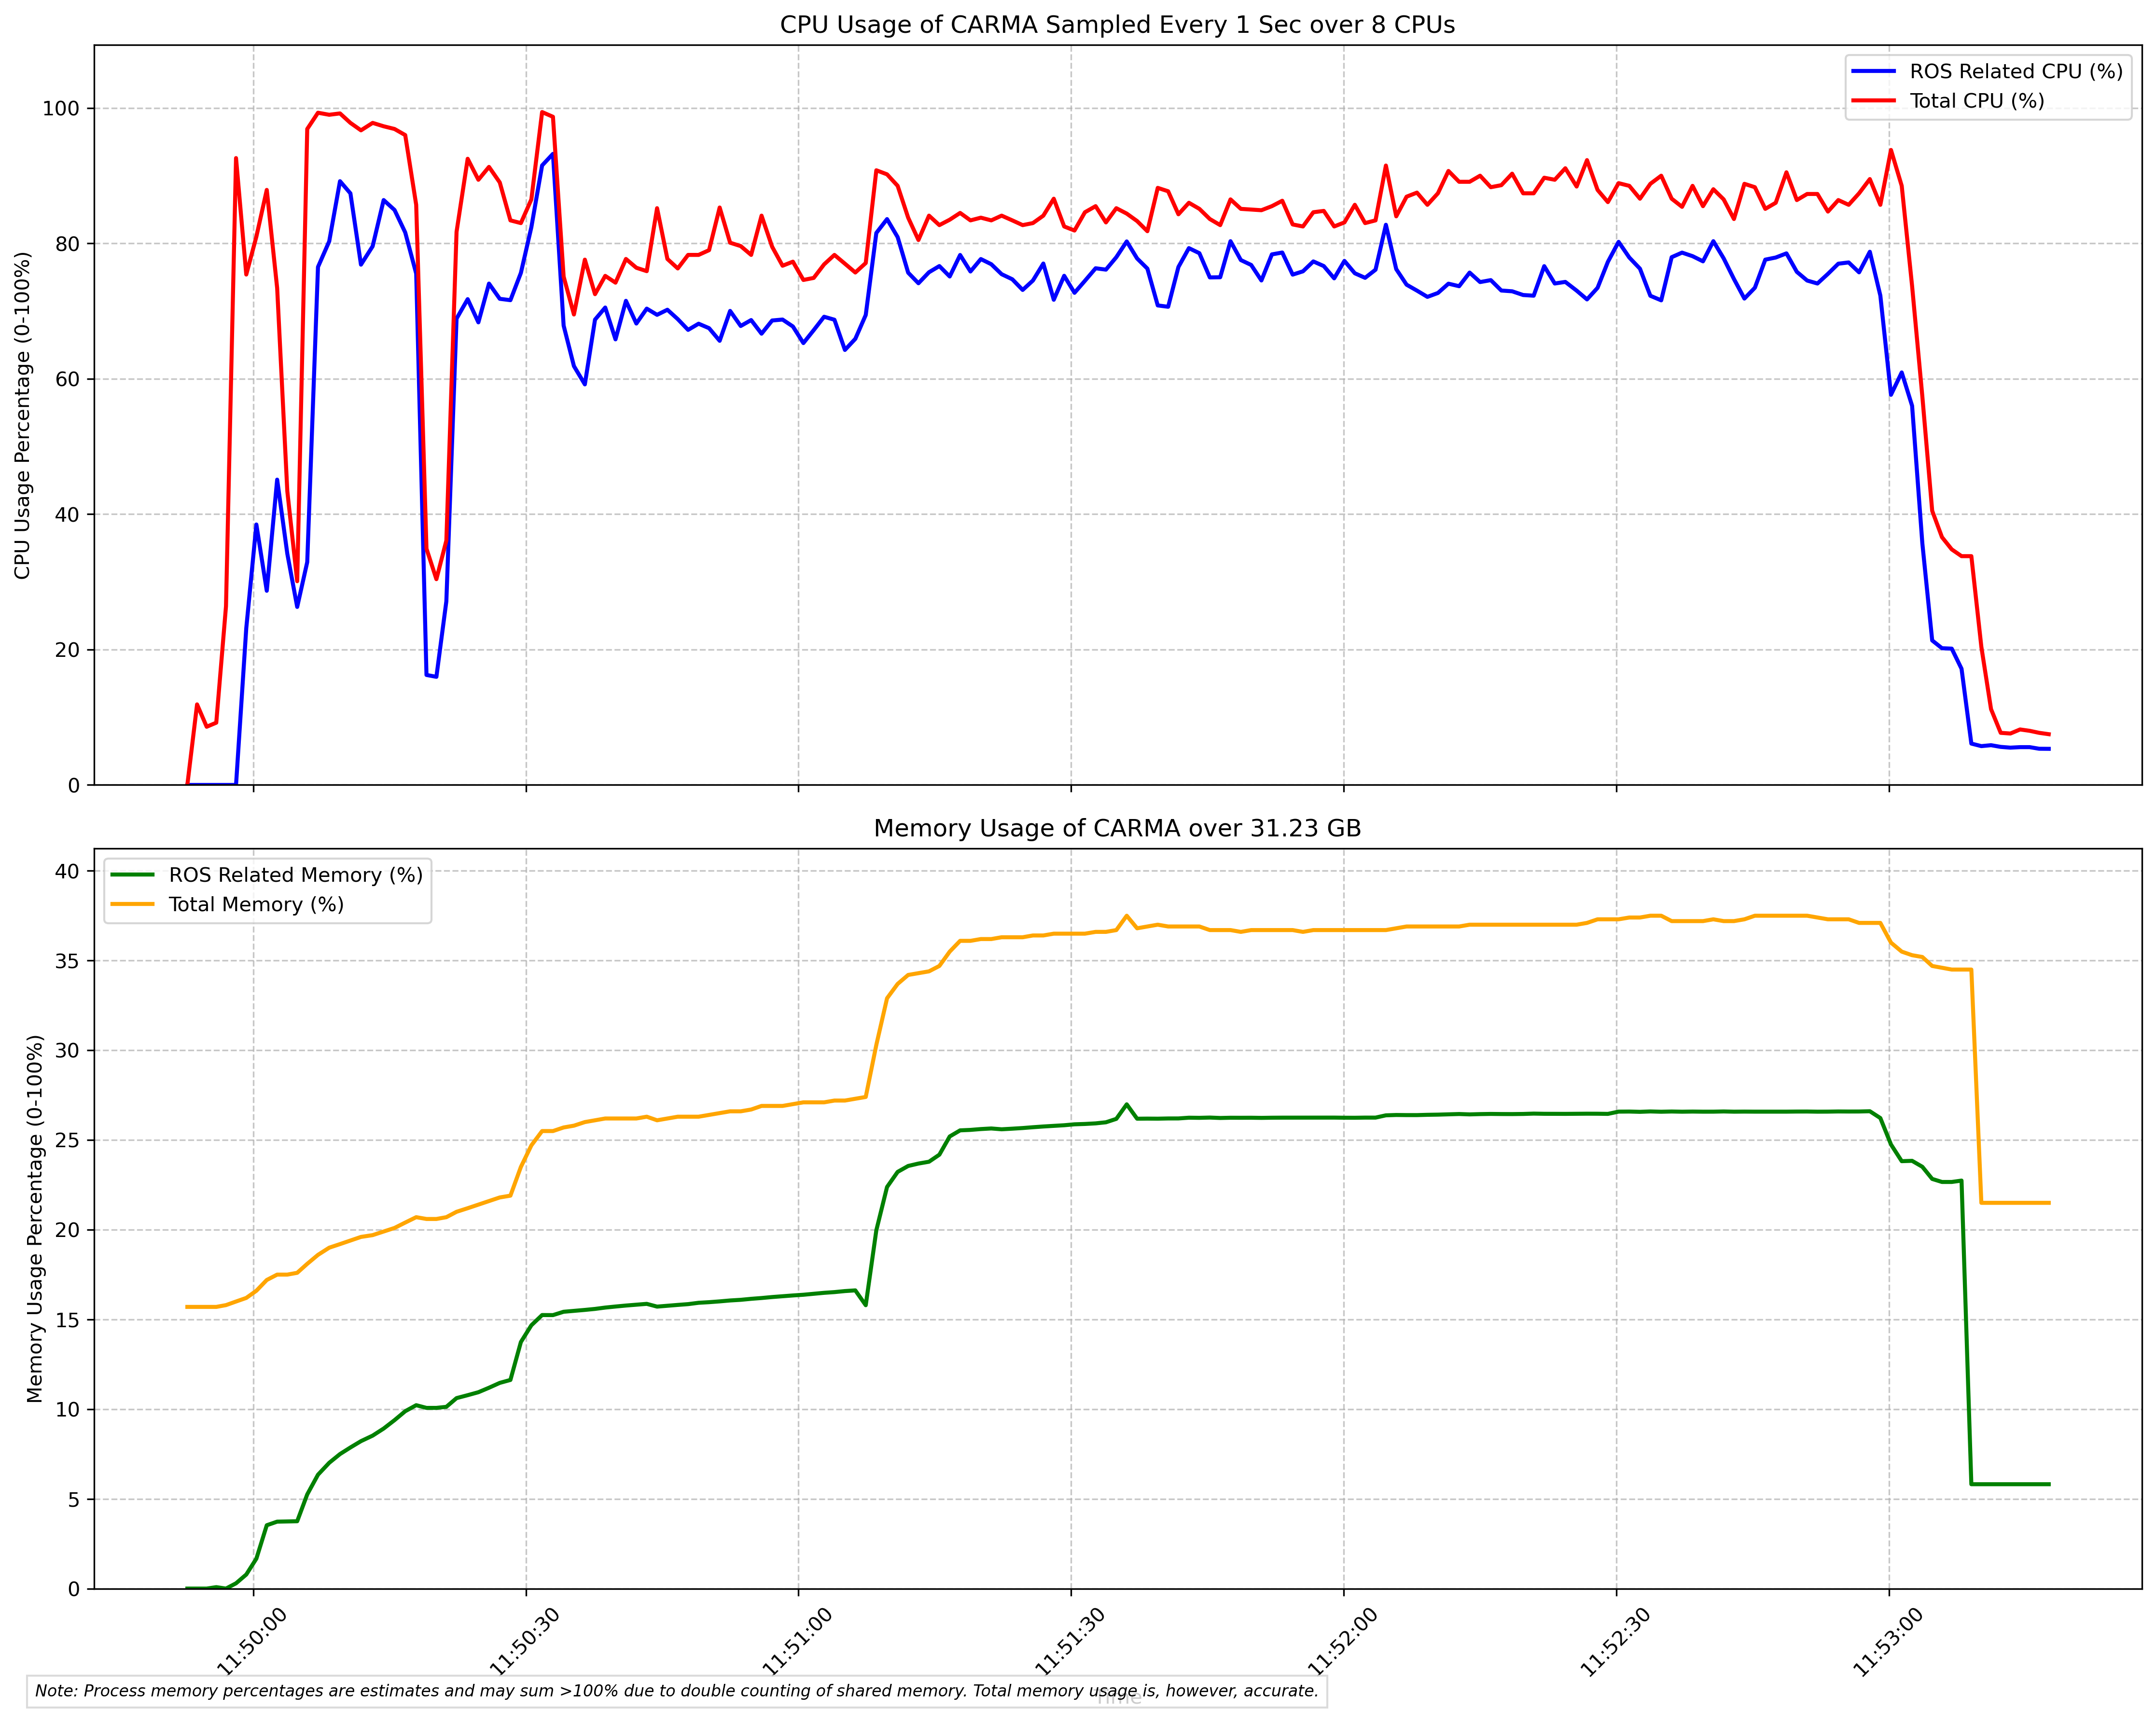 CPU Usage of CARMA Sampled Every 1 Sec over 8 CPUs
CPU Usage Percentage (0-100%)
100
80
60
40
20
0
ROS Related CPU (%)
Total CPU (%)
Memory Usage of CARMA over 31.23 GB
Memory Usage Percentage (0-100%)
40
35
30
25
20
15
10
5
0
ROS Related Memory (%)
Total Memory (%)
11:50:00
11:50:30
11:51:00
11:51:30
11:52:00
11:52:30
11:53:00
Time
Note: Process memory percentages are estimates and may sum >100% due to double counting of shared memory. Total memory usage is, however, accurate.